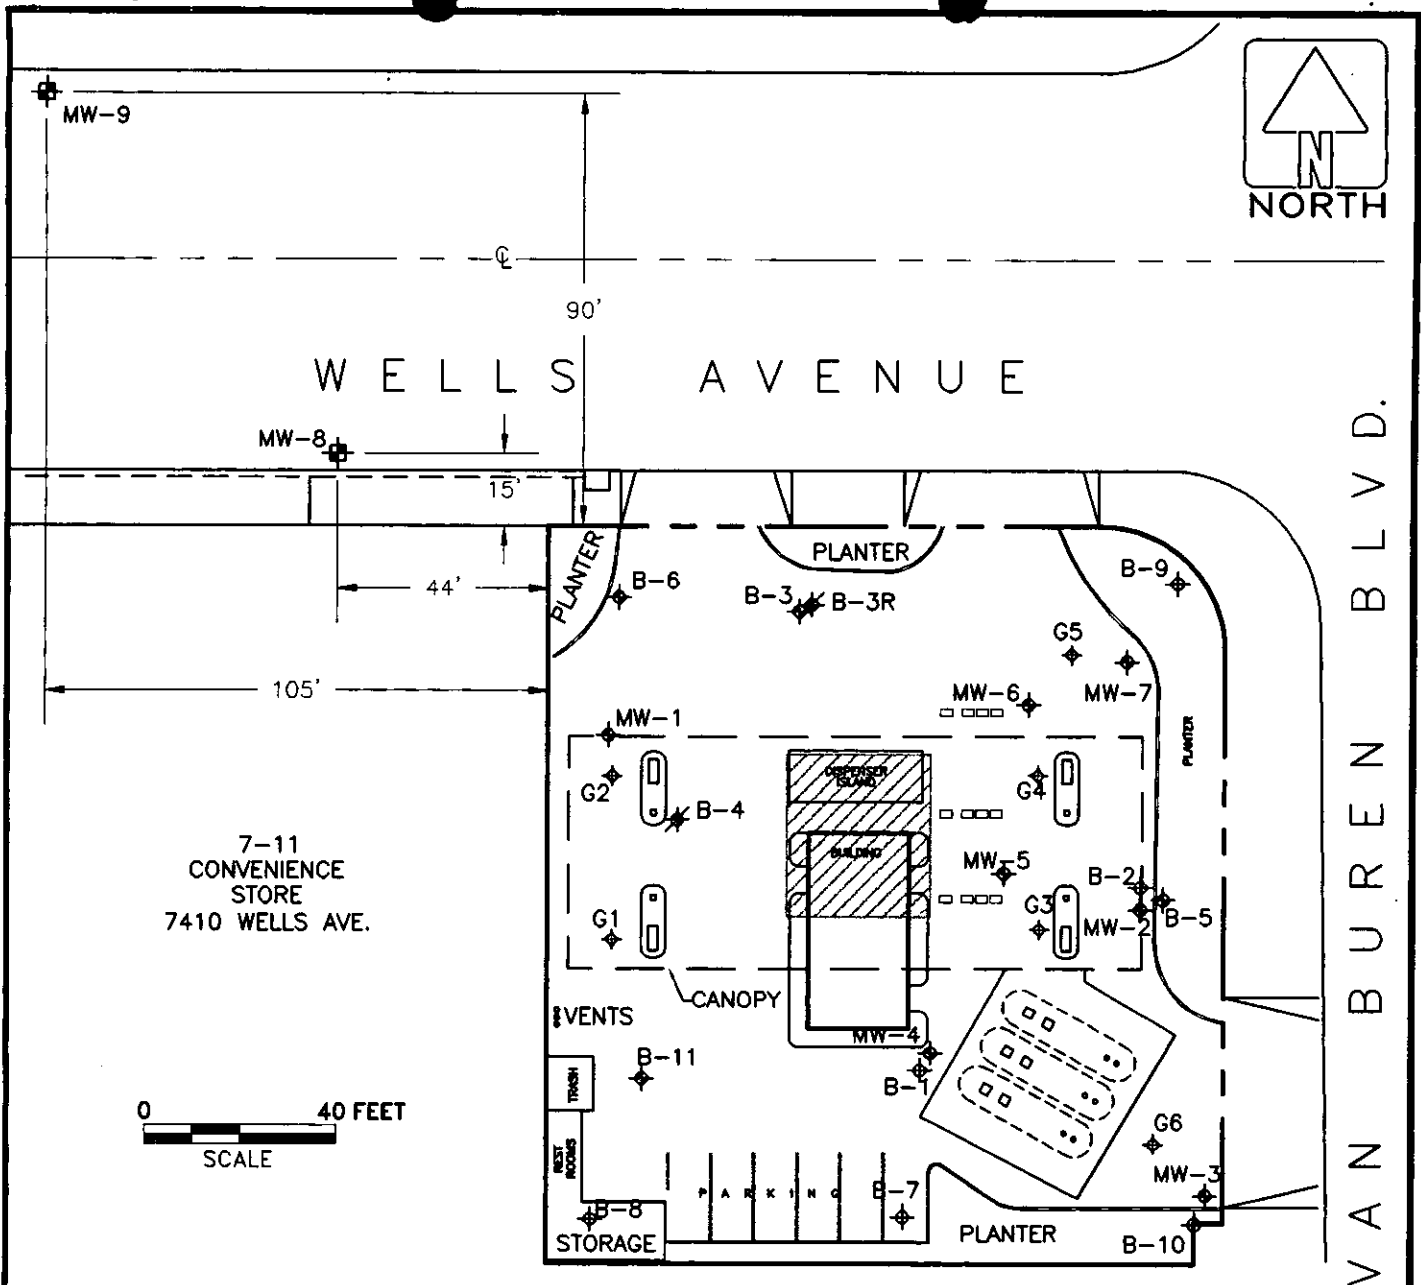 MW-9
N
NORTH
℄
90'
WELLS AVENUE
MW-8
15'
VAN BUREN BLVD.
PLANTER
PLANTER
B-9
44'
B-6
B-3
B-3R
G5
105'
MW-6
MW-7
MW-1
PLANTER
DISPENSER
ISLAND
G2
G4
B-4
7-11
CONVENIENCE
STORE
7410 WELLS AVE.
BUILDING
MW-5
B-2
G1
G3
MW-2
B-5
CANOPY
VENTS
MW-4
B-11
B-1
TRASH
0 40 FEET
SCALE
REST
ROOMS
G6
MW-3
PARKING
B-7
B-8
STORAGE
PLANTER
B-10